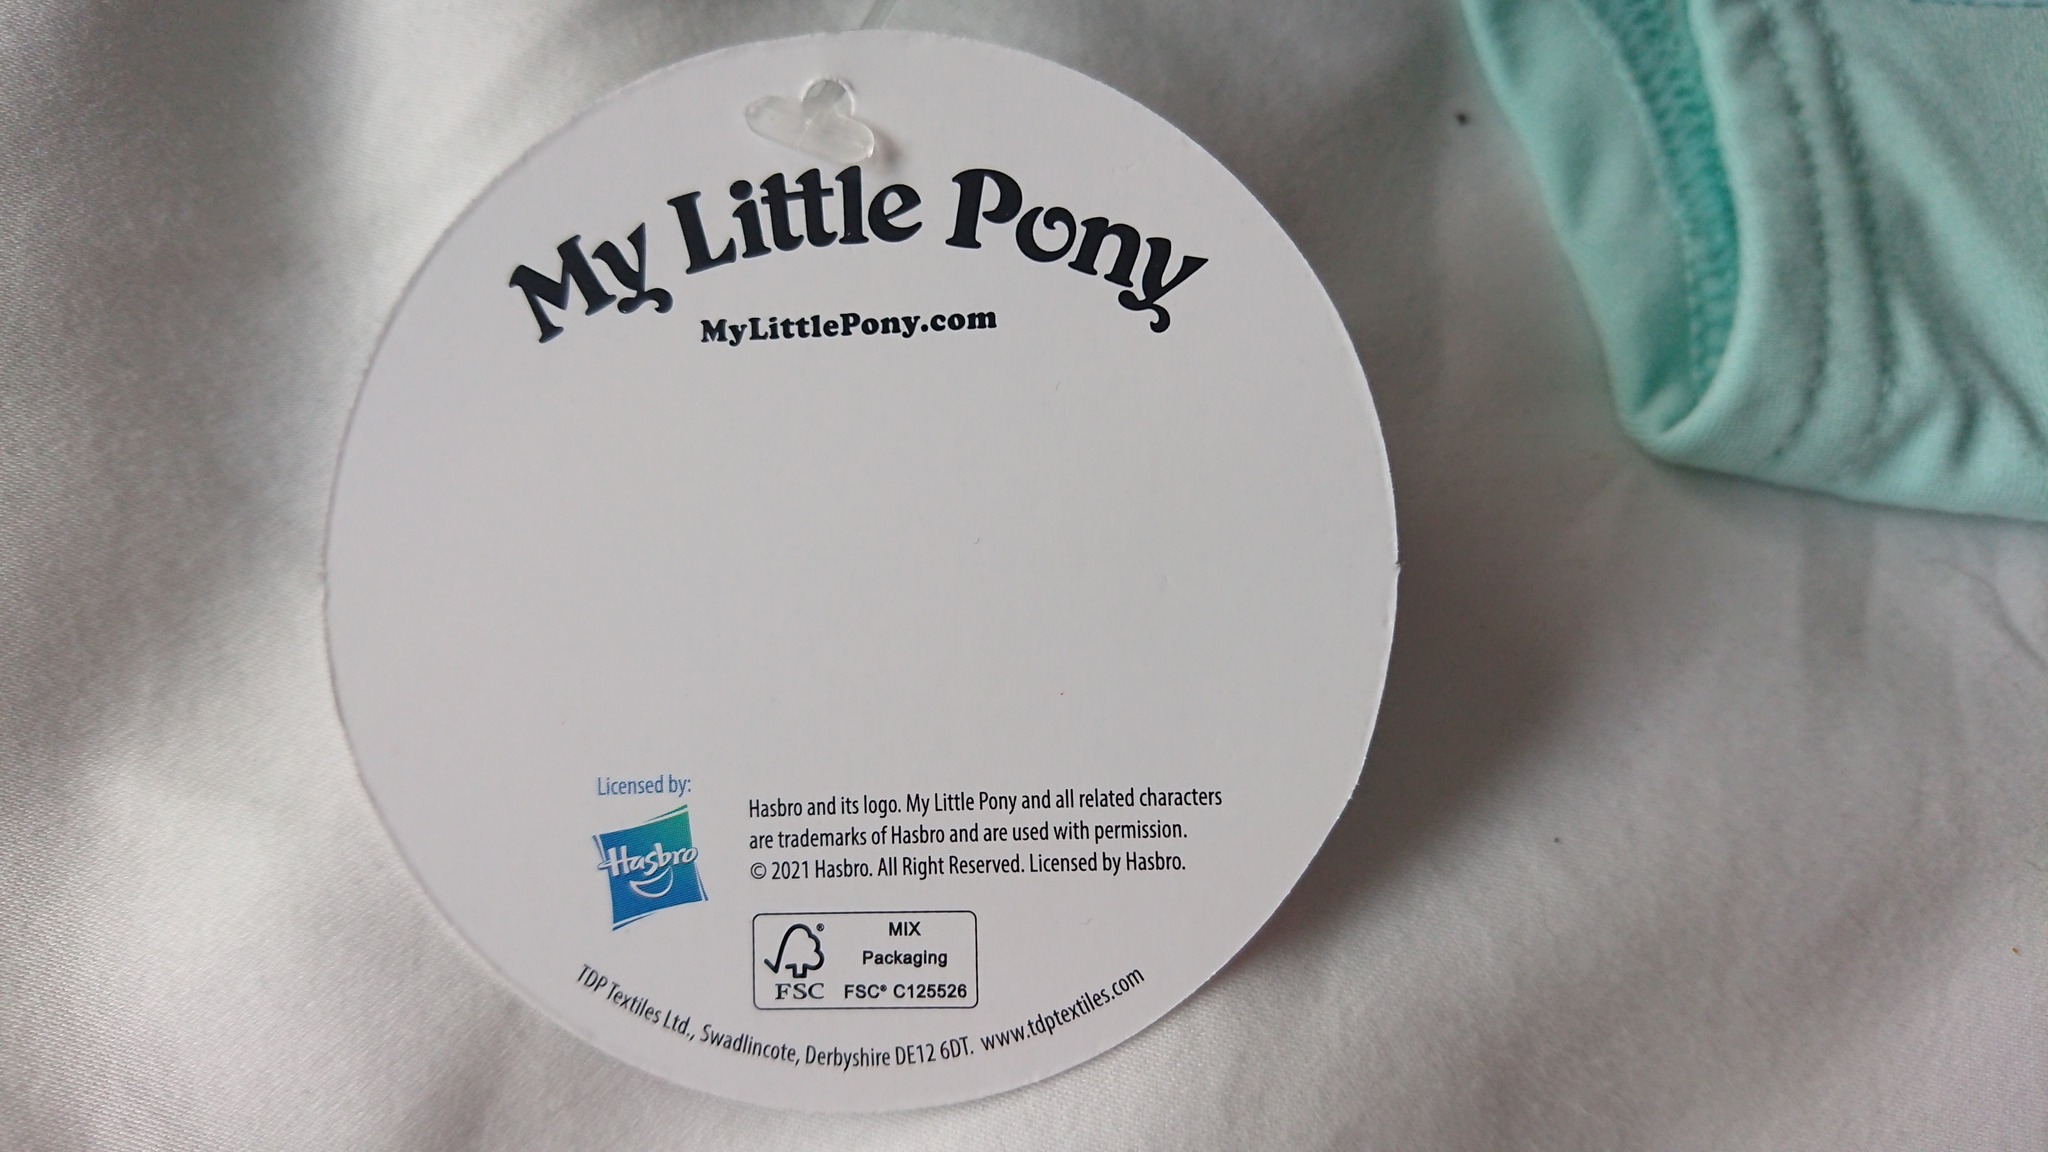 My Little Pony
MyLittlePony.com
Licensed by:
Hasbro
Hasbro and its logo. My Little Pony and all related characters
are trademarks of Hasbro and are used with permission.
© 2021 Hasbro. All Right Reserved. Licensed by Hasbro.
FSC
MIX
Packaging
FSC® C125526
TDP Textiles Ltd., Swadlincote, Derbyshire DE12 6DT. www.tdptextiles.com